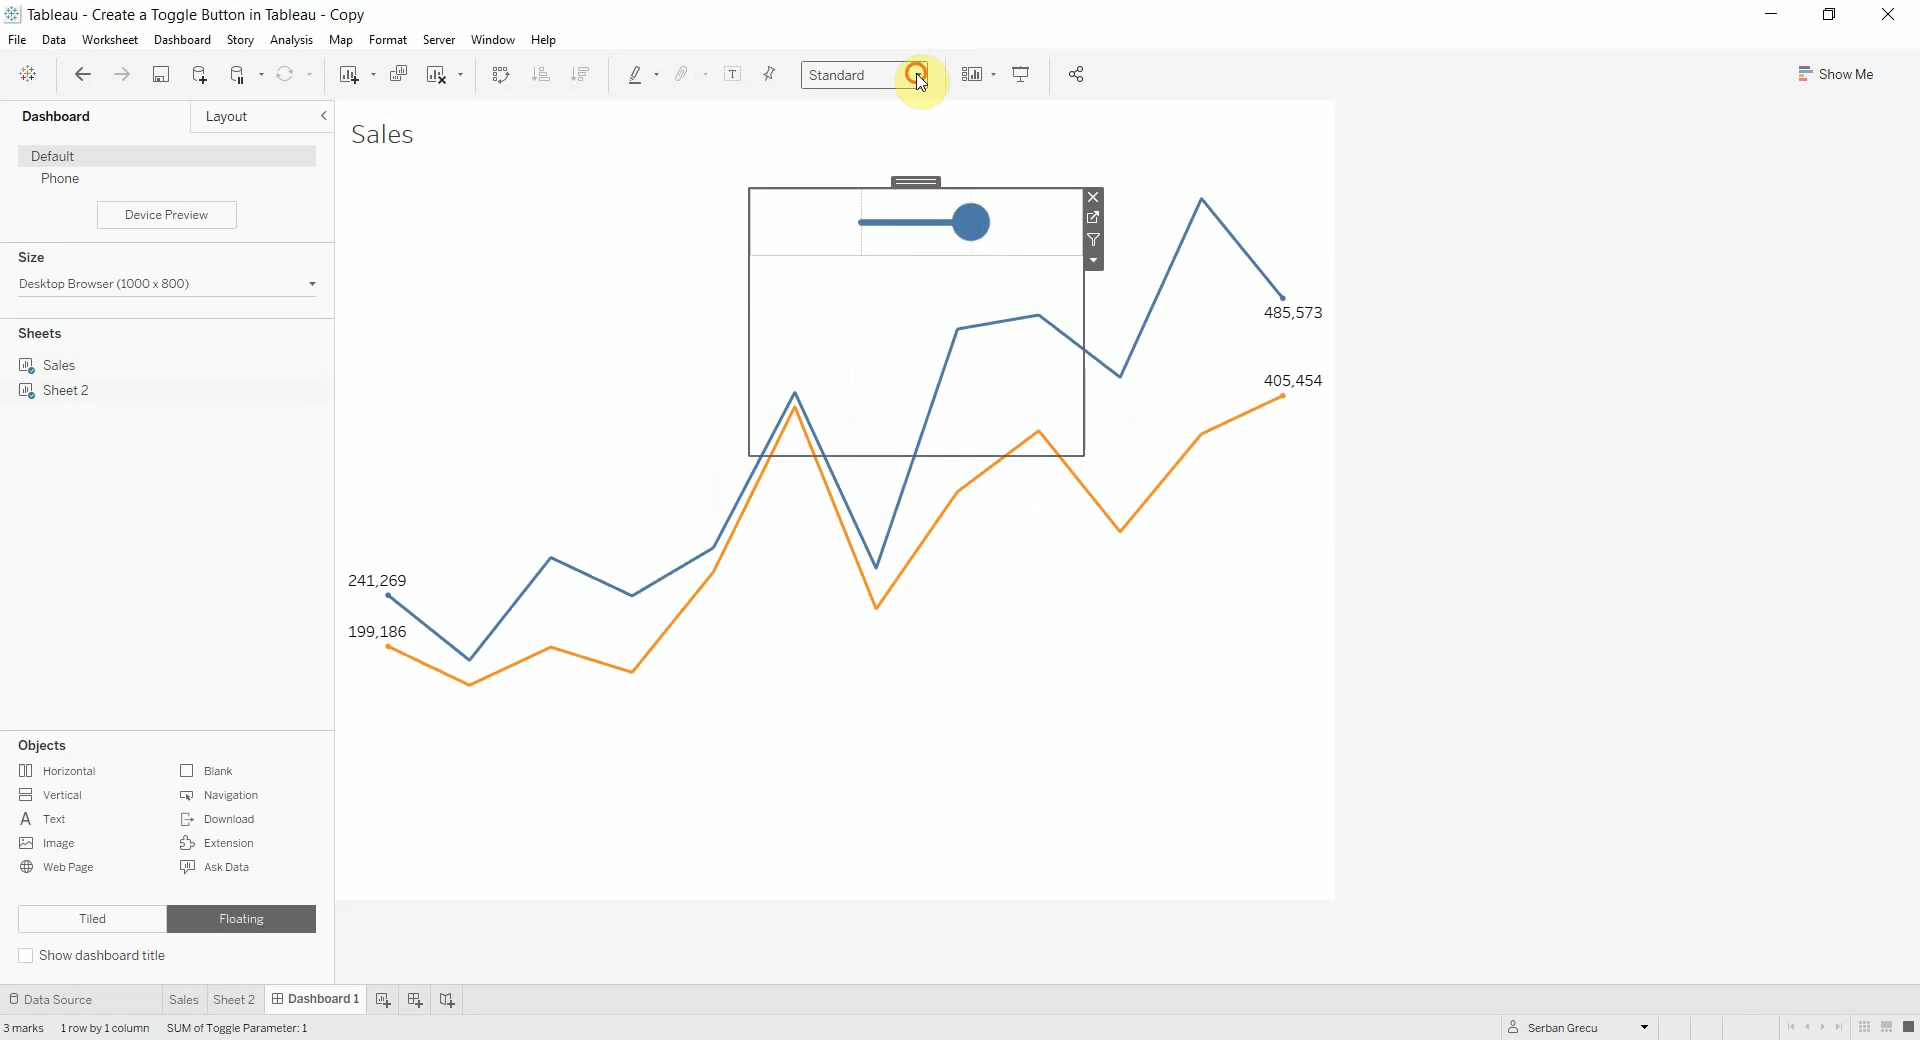 Tableau - Create a Toggle Button in Tableau - Copy
File Data Worksheet Dashboard Story Analysis Map Format Server Window Help
Standard
Show Me
Dashboard Layout
Default
Phone
Device Preview
Size
Desktop Browser (1000 x 800)
Sheets
Sales
Sheet 2
Objects
Horizontal Blank
Vertical Navigation
Text Download
Image Extension
Web Page Ask Data
Tiled Floating
Show dashboard title
Sales
485,573
405,454
241,269
199,186
Data Source Sales Sheet 2 Dashboard 1
3 marks 1 row by 1 column SUM of Toggle Parameter: 1 Serban Grecu